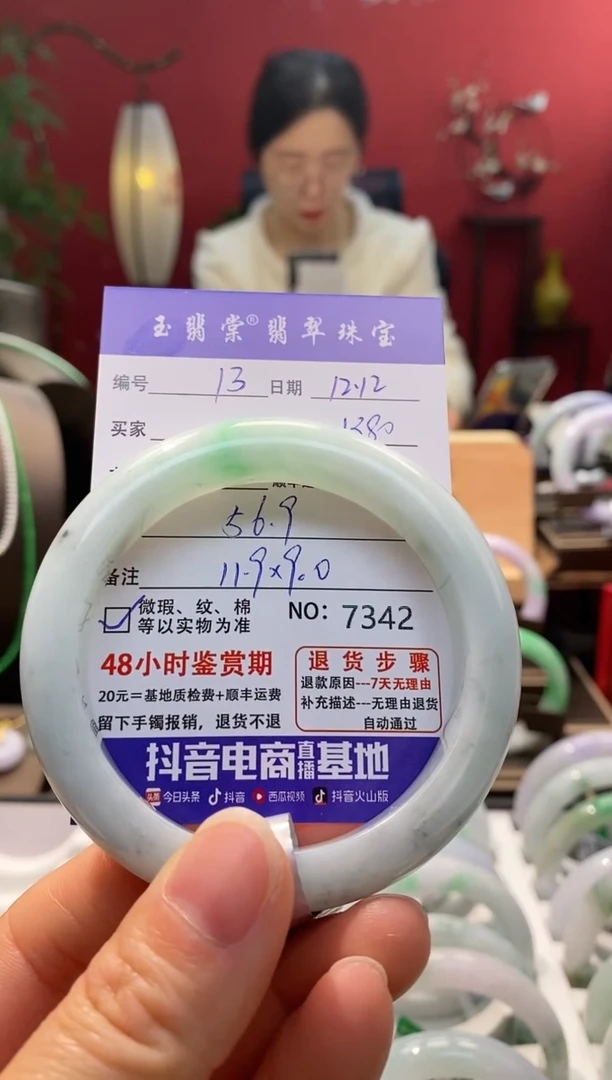 玉翡棠®翡翠珠宝
编号 13 日期 12.12
买家 1380
56.9
备注 11.9×9.0
微瑕、纹、棉
等以实物为准
NO: 7342
48小时鉴赏期
20元=基地质检费+顺丰运费
留下手镯报销，退货不退
退货步骤
退款原因---7天无理由
补充描述---无理由退货
自动通过
抖音电商直播基地
头条 今日头条 抖音 西瓜视频 抖音火山版